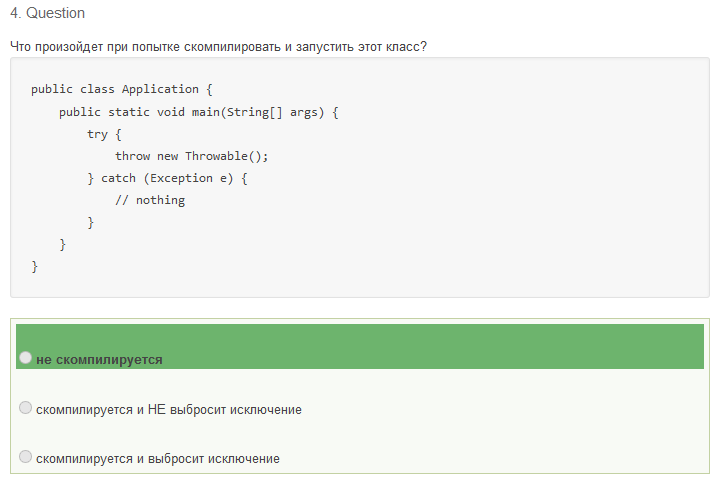 4. Question
Что произойдет при попытке скомпилировать и запустить этот класс?
public class Application {
    public static void main(String[] args) {
        try {
            throw new Throwable();
        } catch (Exception e) {
            // nothing
        }
    }
}
не скомпилируется
скомпилируется и НЕ выбросит исключение
скомпилируется и выбросит исключение